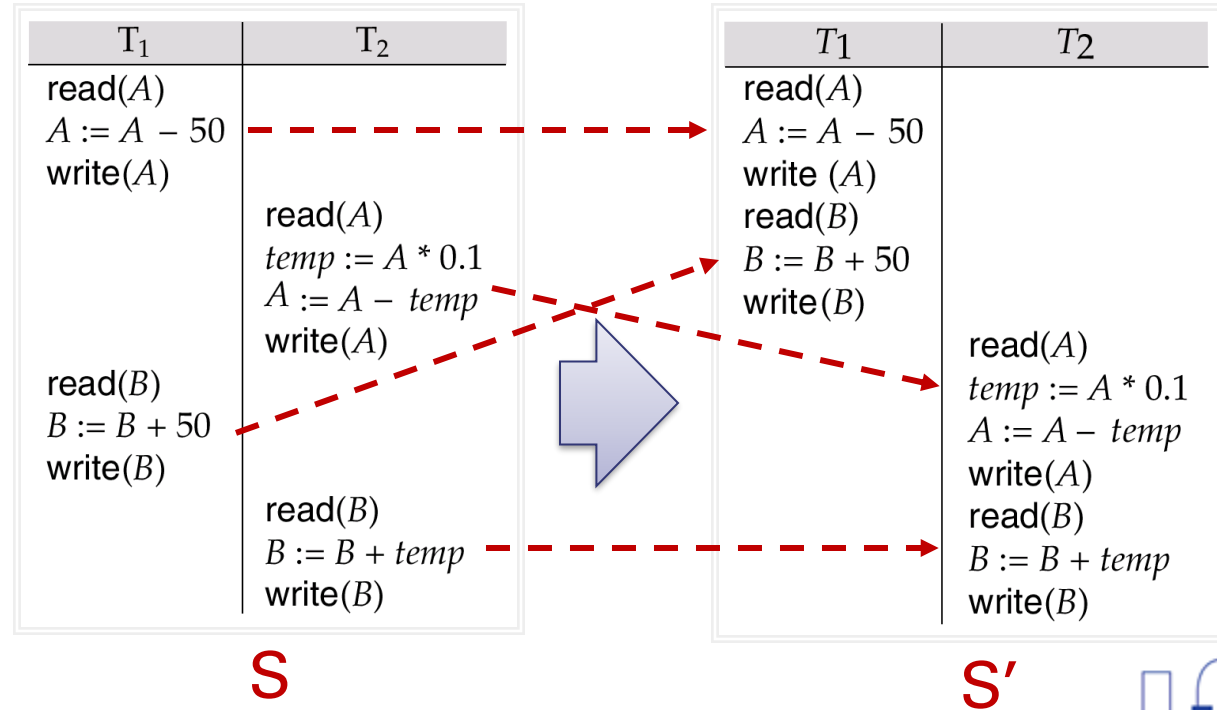 T₁ T₂
read(A)
A := A − 50
write(A)
read(A)
temp := A * 0.1
A := A − temp
write(A)
read(B)
B := B + 50
write(B)
read(B)
B := B + temp
write(B)
S
T1 T2
read(A)
A := A − 50
write (A)
read(B)
B := B + 50
write(B)
read(A)
temp := A * 0.1
A := A − temp
write(A)
read(B)
B := B + temp
write(B)
S′